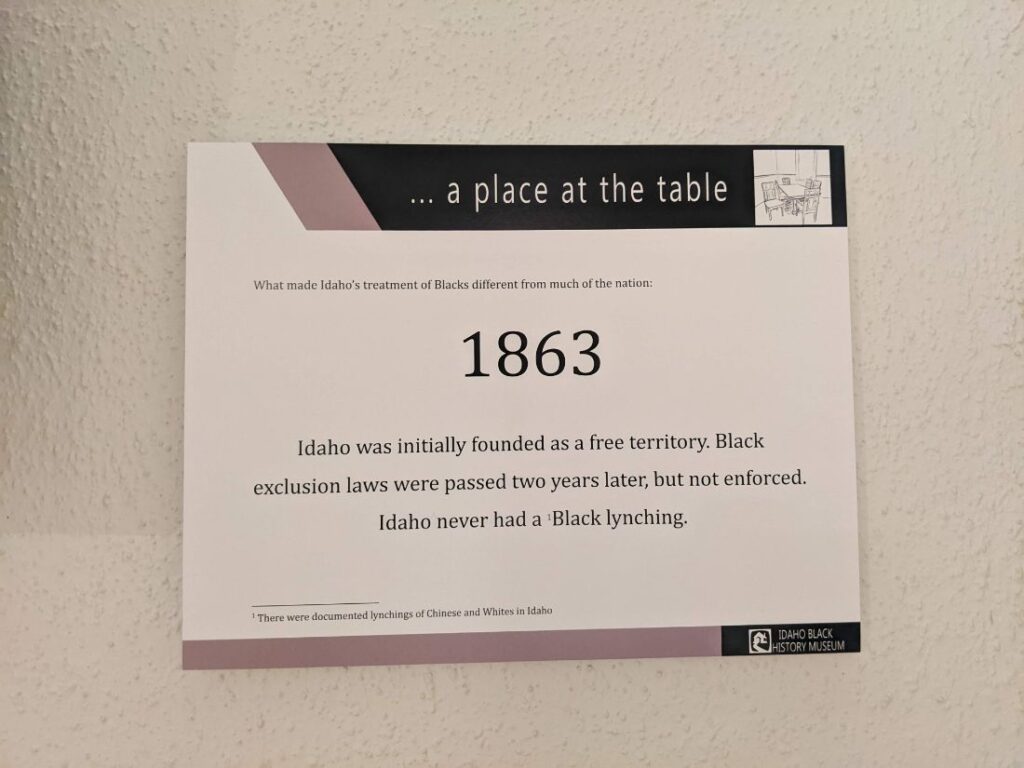 ... a place at the table
What made Idaho's treatment of Blacks different from much of the nation:
1863
Idaho was initially founded as a free territory. Black
exclusion laws were passed two years later, but not enforced.
Idaho never had a ¹Black lynching.
¹ There were documented lynchings of Chinese and Whites in Idaho
IDAHO BLACK
HISTORY MUSEUM